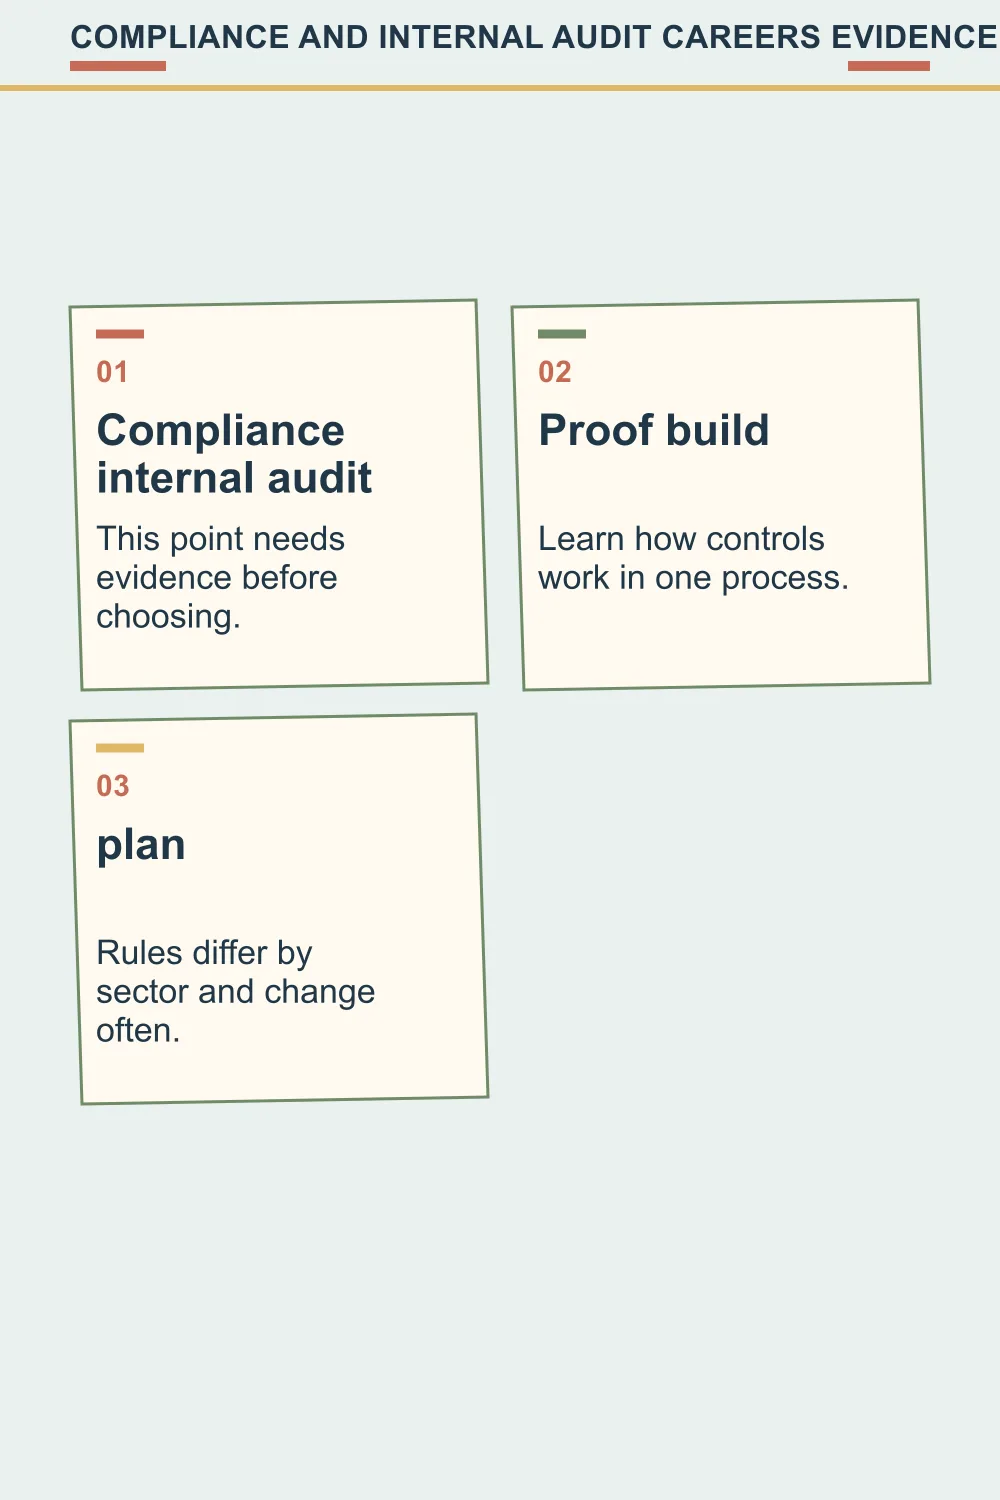 COMPLIANCE AND INTERNAL AUDIT CAREERS EVIDENCE
01
Compliance
internal audit
This point needs
evidence before
choosing.
02
Proof build
Learn how controls
work in one process.
03
plan
Rules differ by
sector and change
often.